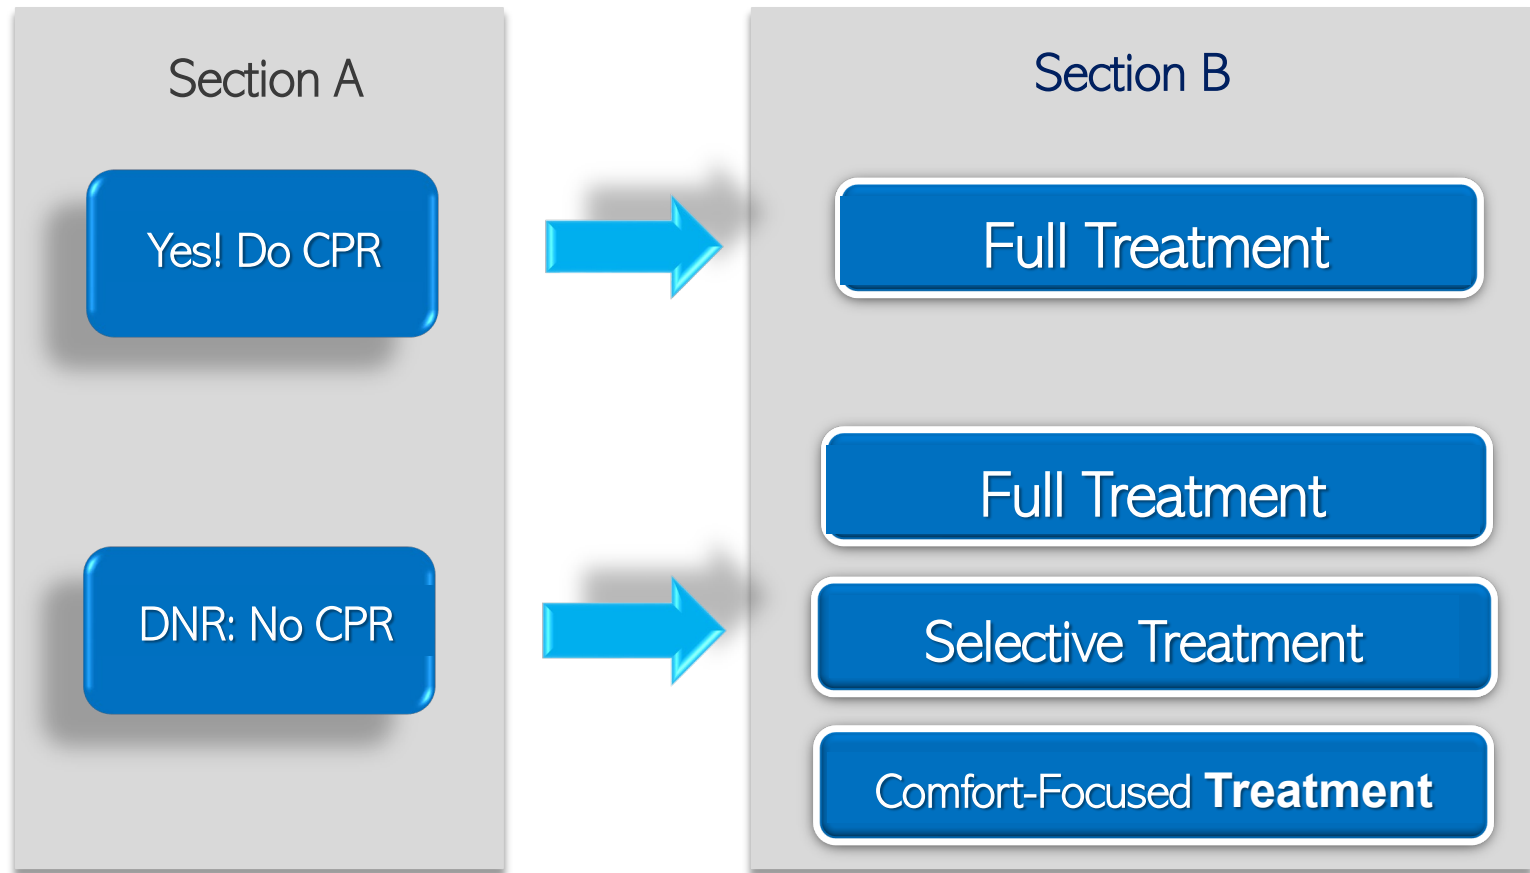 Section A
Yes! Do CPR
DNR: No CPR
Section B
Full Treatment
Full Treatment
Selective Treatment
Comfort-Focused Treatment